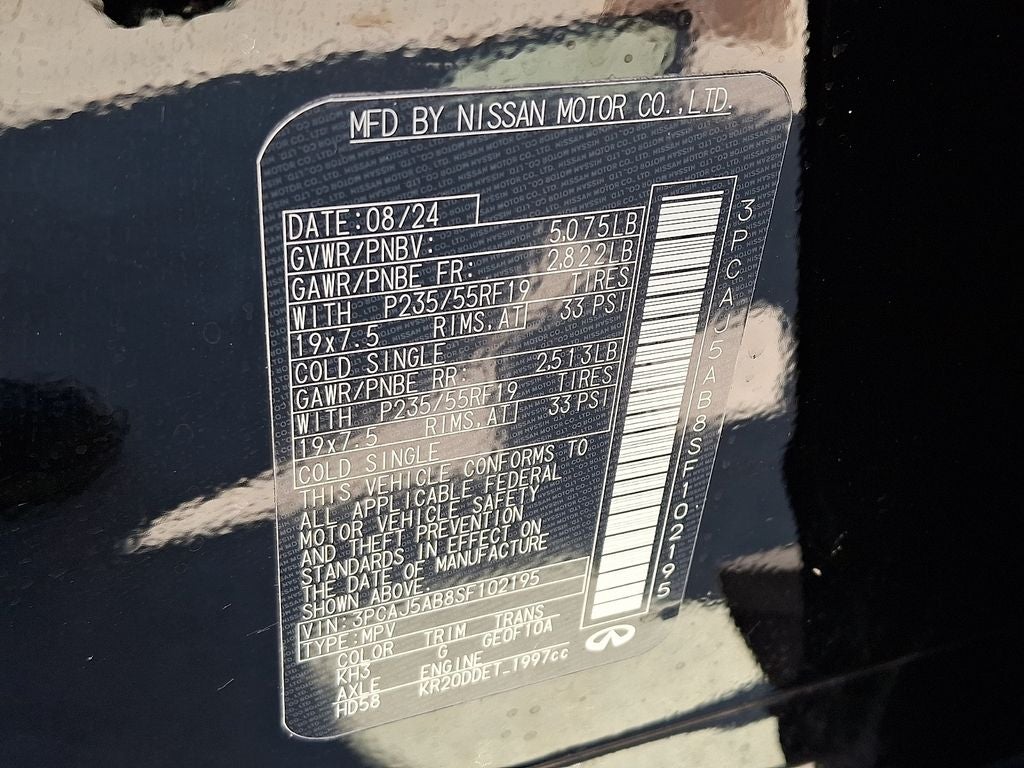 MFD BY NISSAN MOTOR CO.,LTD.
DATE:08/24
GVWR/PNBV: 5,075LB
GAWR/PNBE FR: 2,822LB
WITH P235/55RF19 TIRES
19x7.5 RIMS,AT 33 PSI
COLD SINGLE
GAWR/PNBE RR: 2,513LB
WITH P235/55RF19 TIRES
19x7.5 RIMS,AT 33 PSI
COLD SINGLE
THIS VEHICLE CONFORMS TO
ALL APPLICABLE FEDERAL
MOTOR VEHICLE SAFETY
AND THEFT PREVENTION
STANDARDS IN EFFECT ON
THE DATE OF MANUFACTURE
SHOWN ABOVE.
VIN:3PCAJ5AB8SF102195
TYPE:MPV
COLOR TRIM TRANS
KH3 G GE0F10A
AXLE ENGINE
HD58 KR20DDET_1997cc
3PCAJ5AB8SF102195